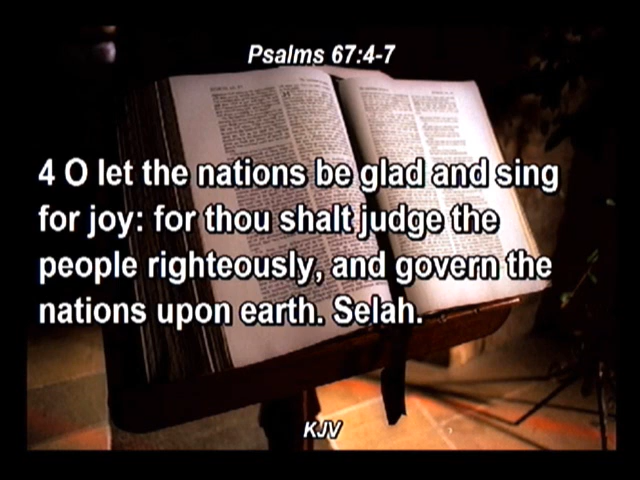 Psalms 67:4-7
4 O let the nations be glad and sing
for joy: for thou shalt judge the
people righteously, and govern the
nations upon earth. Selah.
KJV